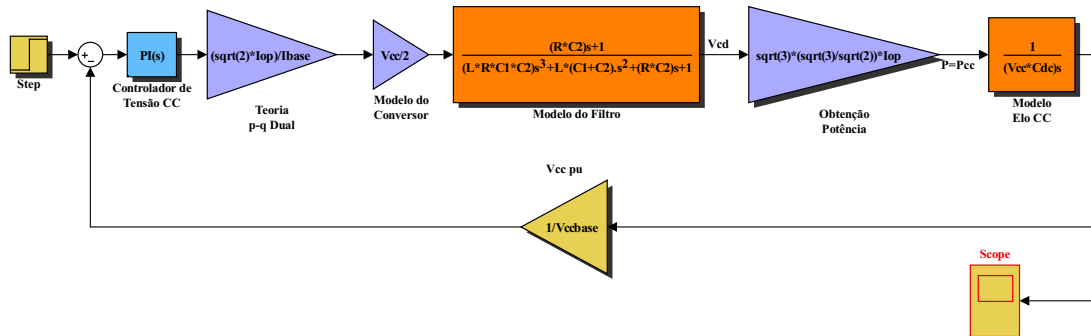 Step
+
-
PI(s)
Controlador de
Tensão CC
(sqrt(2)*Iop)/Ibase
Teoria
p-q Dual
Vcc/2
Modelo do
Conversor
(R*C2)s+1
(L*R*C1*C2)s^3+L*(C1+C2).s^2+(R*C2)s+1
Modelo do Filtro
Vcd
sqrt(3)*(sqrt(3)/sqrt(2))*Iop
Obtenção
Potência
P=Pcc
1
(Vcc*Cdc)s
Modelo
Elo CC
Vcc pu
1/Vccbase
Scope